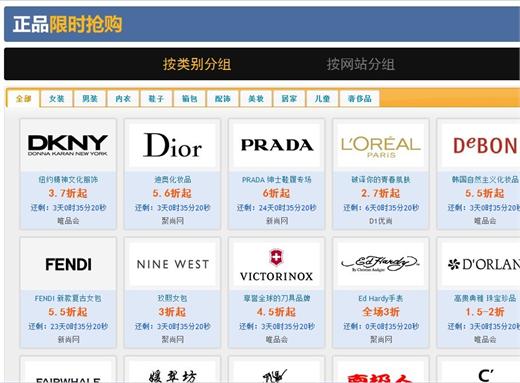 正品限时抢购
按类别分组 按网站分组
全部 女装 男装 内衣 鞋子 箱包 配饰 美妆 居家 儿童 奢侈品
DKNY
DONNA KARAN NEW YORK
纽约精神文化服饰
3.7折起
还剩：3天0时35分20秒
唯品会
Dior
迪奥化妆品
5.6折起
还剩：3天0时35分20秒
聚尚网
PRADA
PRADA 绅士鞋履专场
6折起
还剩：24天0时35分20秒
新尚网
L'ORÉAL
PARIS
破译你的青春肌肤
2.7折起
还剩：6天0时35分20秒
D1优尚
DeBON
韩国自然主义化妆品
5.5折起
还剩：3天0时35分20秒
唯品会
FENDI
FENDI 新款复古女包
5.5折起
还剩：23天0时35分20秒
新尚网
NINE WEST
玖熙女包
3折起
还剩：3天0时35分20秒
聚尚网
VICTORINOX
享誉全球的刀具品牌
4.5折起
还剩：3天0时35分20秒
唯品会
Ed Hardy
By Christian Audigier
Ed Hardy手表
全场3折
还剩：0天0时35分20秒
聚尚网
D'ORLAN
高贵典雅 珠宝珍品
1.5-2折
还剩：3天0时35分20秒
唯品会
FAIRWHALE
媛翠坊
南极人
C'